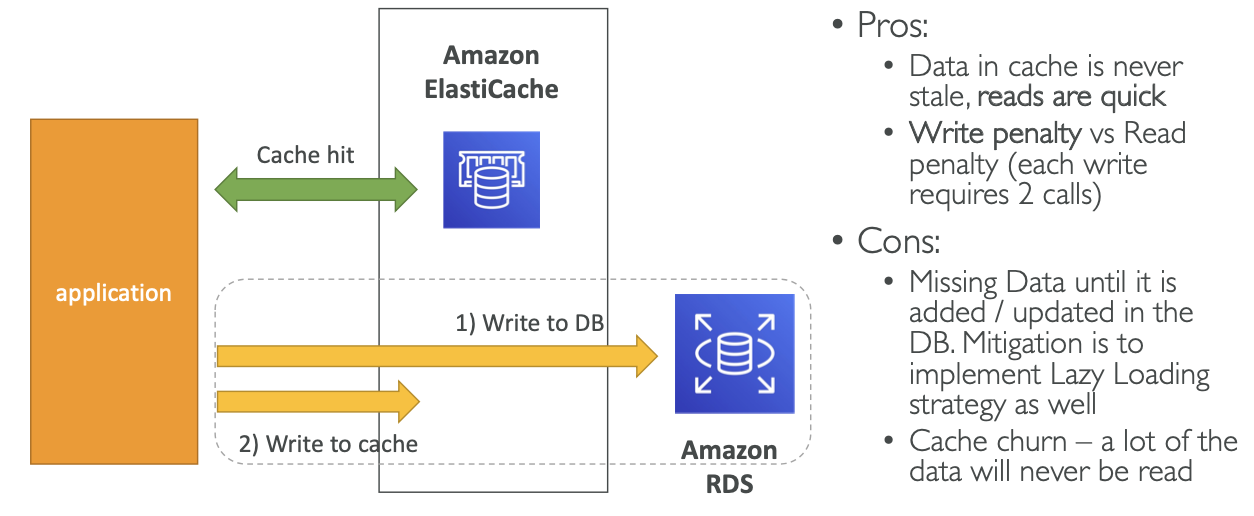 Amazon
ElastiCache
Cache hit
application
1) Write to DB
2) Write to cache
Amazon
RDS
• Pros:
• Data in cache is never
stale, reads are quick
• Write penalty vs Read
penalty (each write
requires 2 calls)
• Cons:
• Missing Data until it is
added / updated in the
DB. Mitigation is to
implement Lazy Loading
strategy as well
• Cache churn – a lot of the
data will never be read